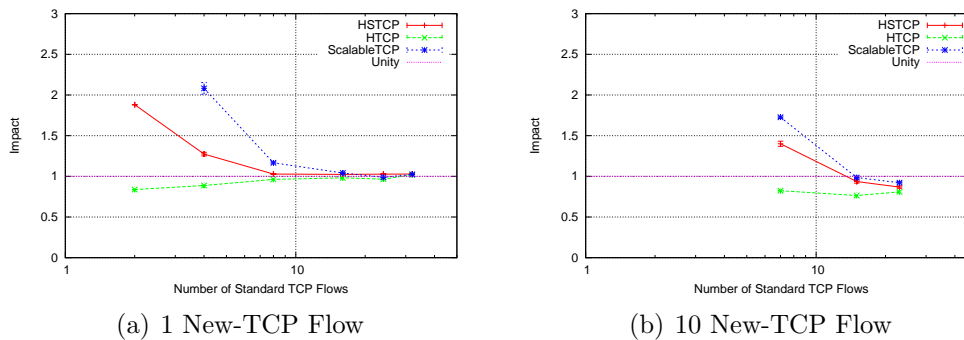 3
2.5
2
1.5
1
0.5
0
Impact
HSTCP
HTCP
ScalableTCP
Unity
1
10
Number of Standard TCP Flows
(a) 1 New-TCP Flow
3
2.5
2
1.5
1
0.5
0
Impact
HSTCP
HTCP
ScalableTCP
Unity
1
10
Number of Standard TCP Flows
(b) 10 New-TCP Flow